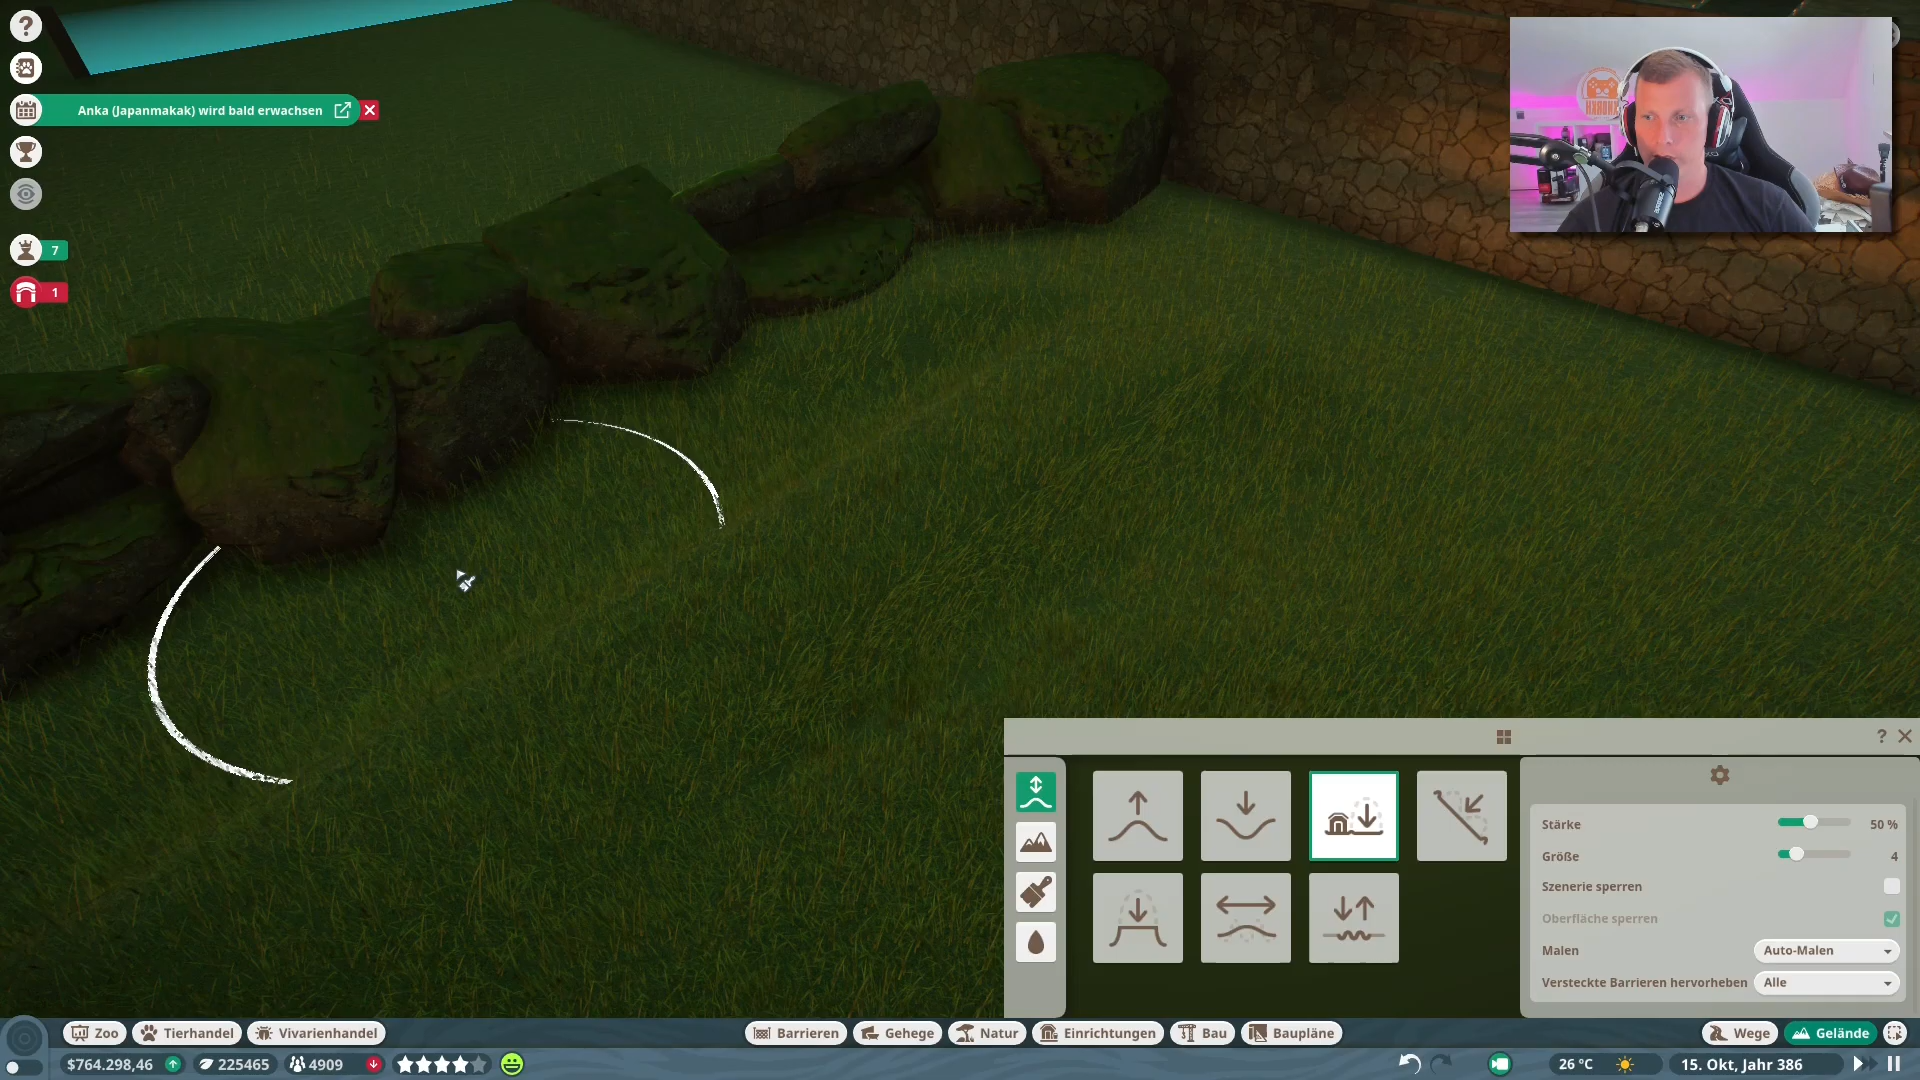 ?
Anka (Japanmakak) wird bald erwachsen
7
1
?
Stärke
50 %
Größe
4
Szenerie sperren
Oberfläche sperren
Malen
Auto-Malen
Versteckte Barrieren hervorheben
Alle
Zoo
Tierhandel
Vivarienhandel
Barrieren
Gehege
Natur
Einrichtungen
Bau
Baupläne
Wege
Gelände
$764.298,46
225465
4909
26 °C
15. Okt, Jahr 386